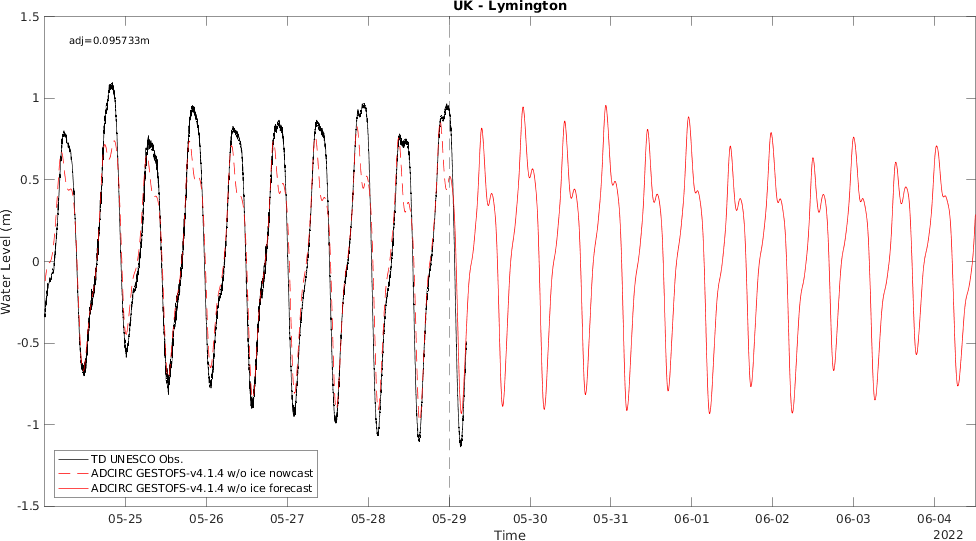 UK - Lymington
1.5
adj=0.095733m
1
0.5
0
-0.5
-1
-1.5
Water Level (m)
TD UNESCO Obs.
ADCIRC GESTOFS-v4.1.4 w/o ice nowcast
ADCIRC GESTOFS-v4.1.4 w/o ice forecast
05-25 05-26 05-27 05-28 05-29 05-30 05-31 06-01 06-02 06-03 06-04
Time
2022